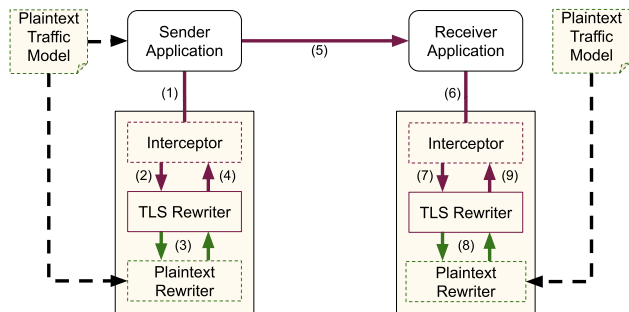 Plaintext
Traffic
Model
Sender
Application
(5)
Receiver
Application
Plaintext
Traffic
Model
(1)
(6)
Interceptor
(2)
(4)
TLS Rewriter
(3)
Plaintext
Rewriter
Interceptor
(7)
(9)
TLS Rewriter
(8)
Plaintext
Rewriter